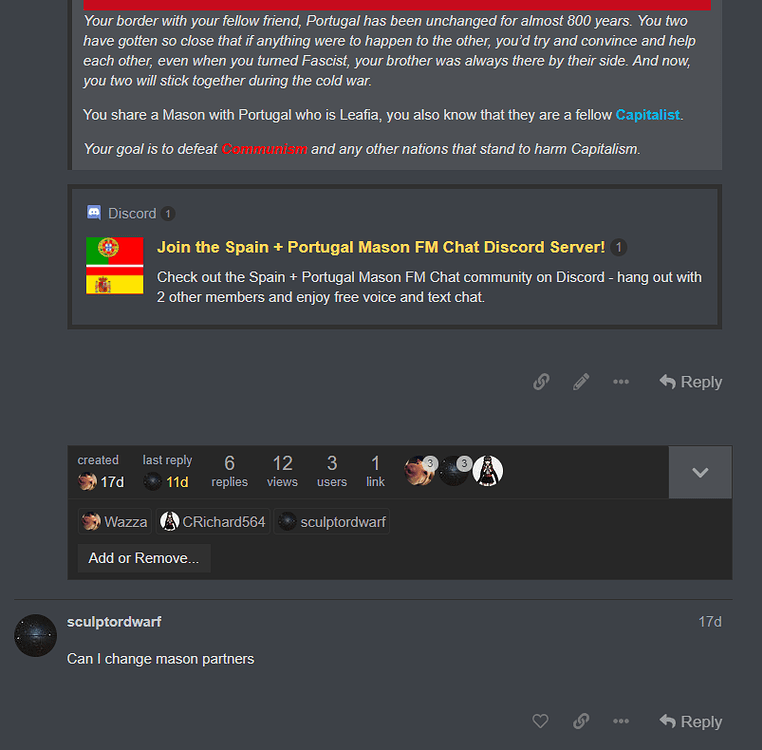 Your border with your fellow friend, Portugal has been unchanged for almost 800 years. You two
have gotten so close that if anything were to happen to the other, you'd try and convince and help
each other, even when you turned Fascist, your brother was always there by their side. And now,
you two will stick together during the cold war.
You share a Mason with Portugal who is Leafia, you also know that they are a fellow Capitalist.
Your goal is to defeat Communism and any other nations that stand to harm Capitalism.
Discord 1
Join the Spain + Portugal Mason FM Chat Discord Server! 1
Check out the Spain + Portugal Mason FM Chat community on Discord - hang out with
2 other members and enjoy free voice and text chat.
Reply
created last reply 6 12 3 1 3 3
17d 11d replies views users link
Wazza CRichard564 sculptordwarf
Add or Remove...
sculptordwarf 17d
Can I change mason partners
Reply